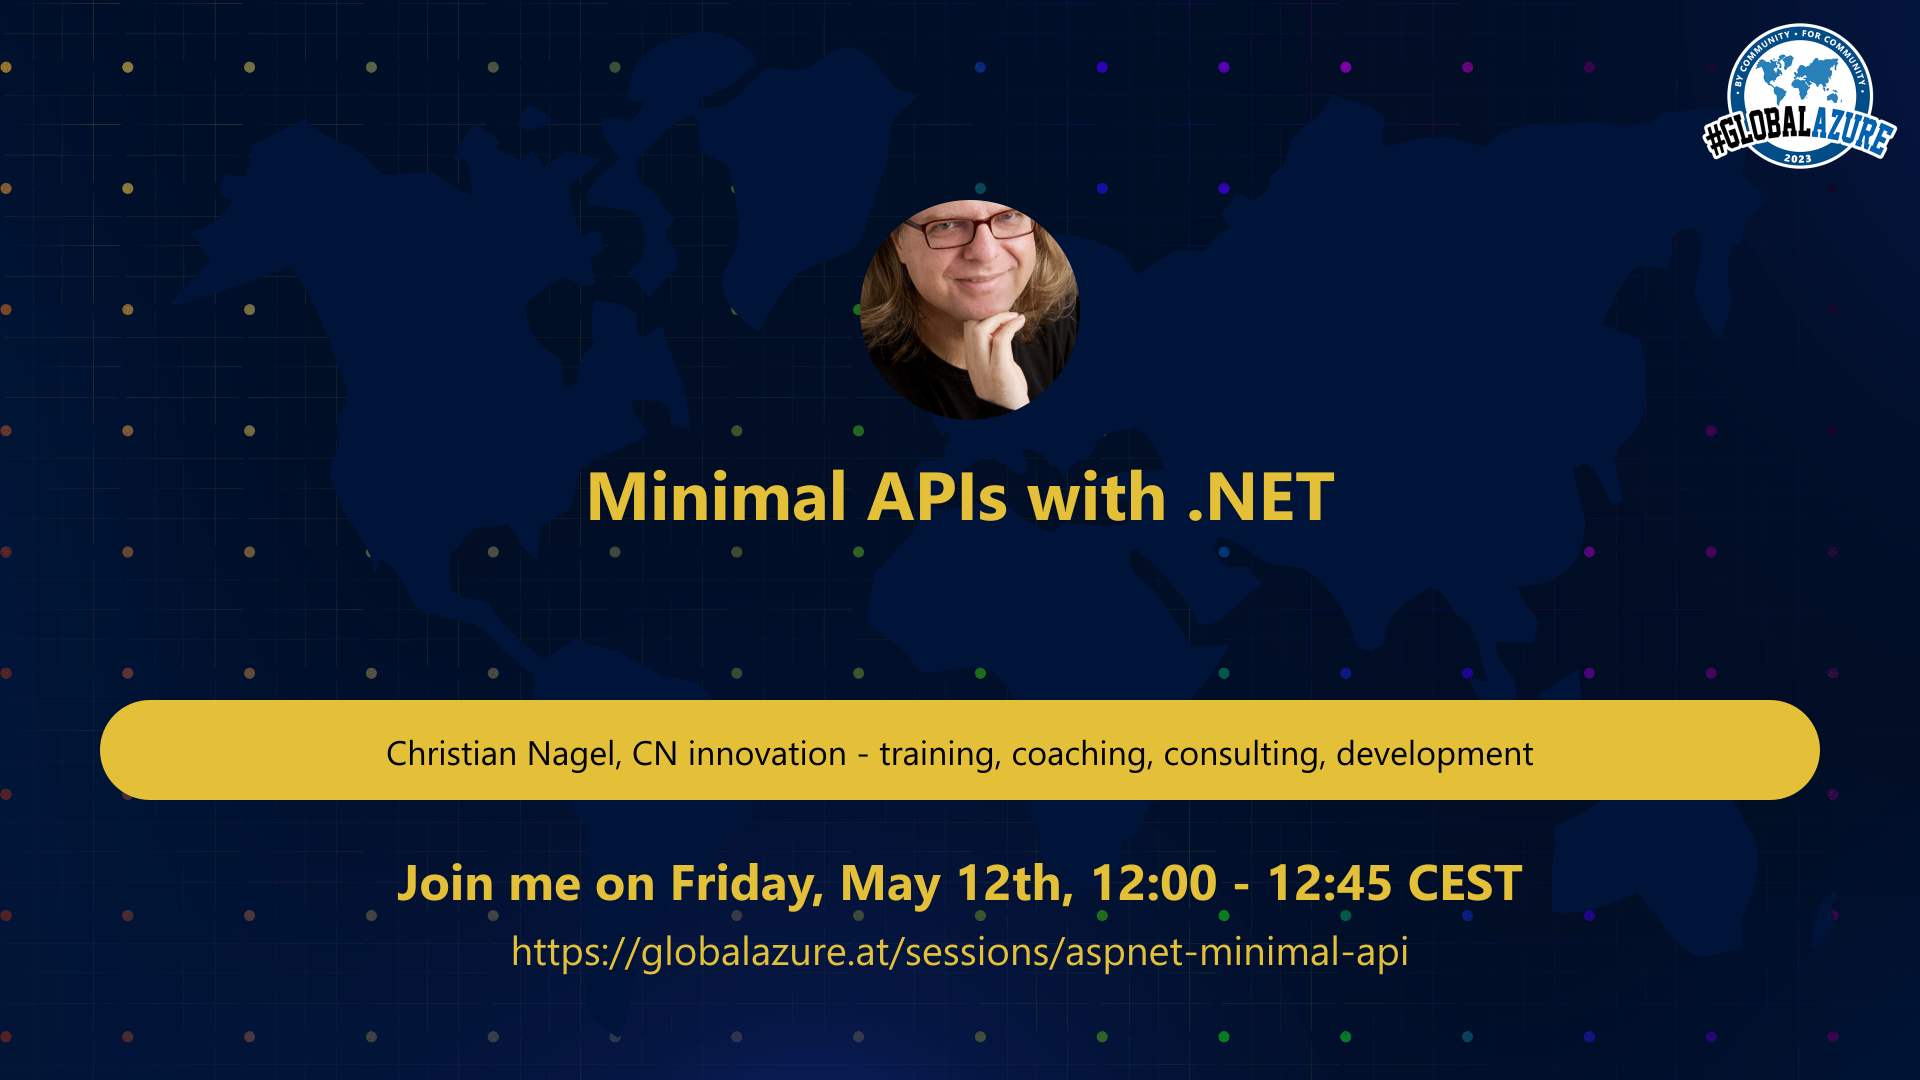 • BY COMMUNITY • FOR COMMUNITY •
#GLOBALAZURE
2023
Minimal APIs with .NET
Christian Nagel, CN innovation - training, coaching, consulting, development
Join me on Friday, May 12th, 12:00 - 12:45 CEST
https://globalazure.at/sessions/aspnet-minimal-api